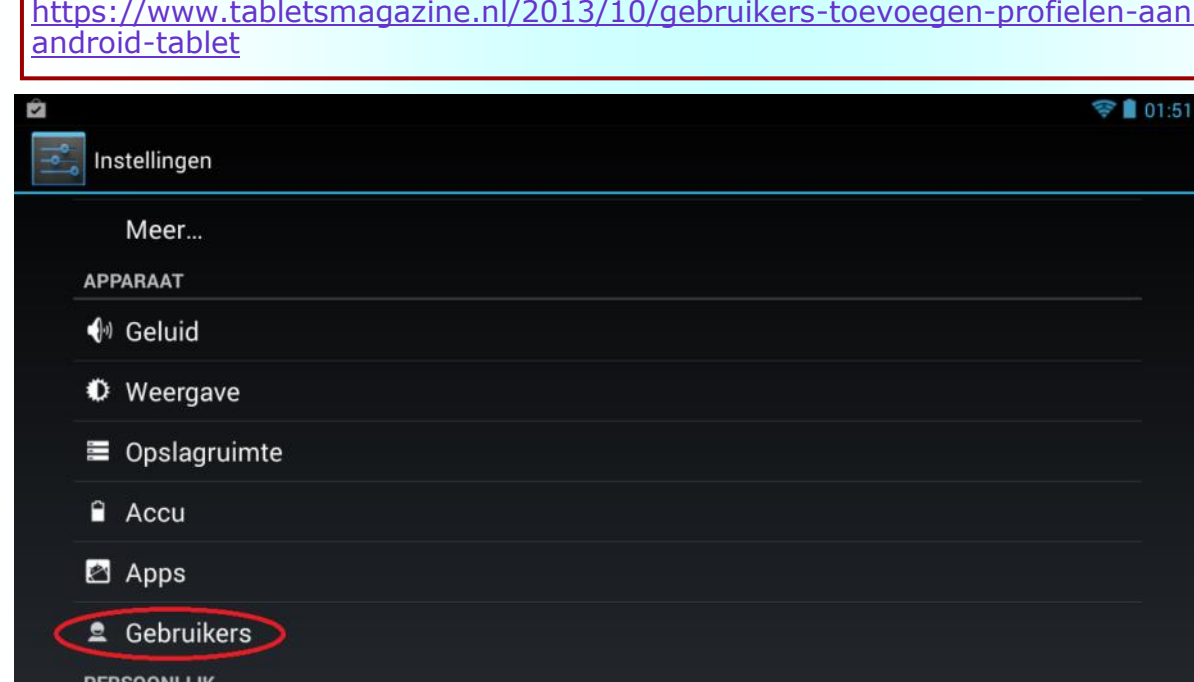 https://www.tabletsmagazine.nl/2013/10/gebruikers-toevoegen-profielen-aan
android-tablet
01:51
Instellingen
Meer...
APPARAAT
Geluid
Weergave
Opslagruimte
Accu
Apps
Gebruikers
PERSOONLIJK